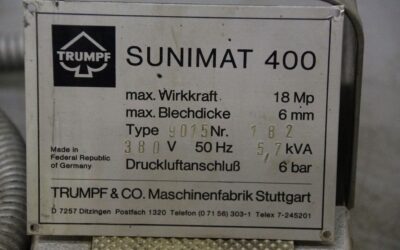 TRUMPF
SUNIMAT 400
max. Wirkkraft 18 Mp
max. Blechdicke 6 mm
Type 9015 Nr. 182
380 V 50 Hz 5,7 kVA
Druckluftanschluß 6 bar
Made in
Federal Republic
of Germany
TRUMPF & CO. Maschinenfabrik Stuttgart
D 7257 Ditzingen Postfach 1320 Telefon (0 71 56) 303-1 Telex 7-245201